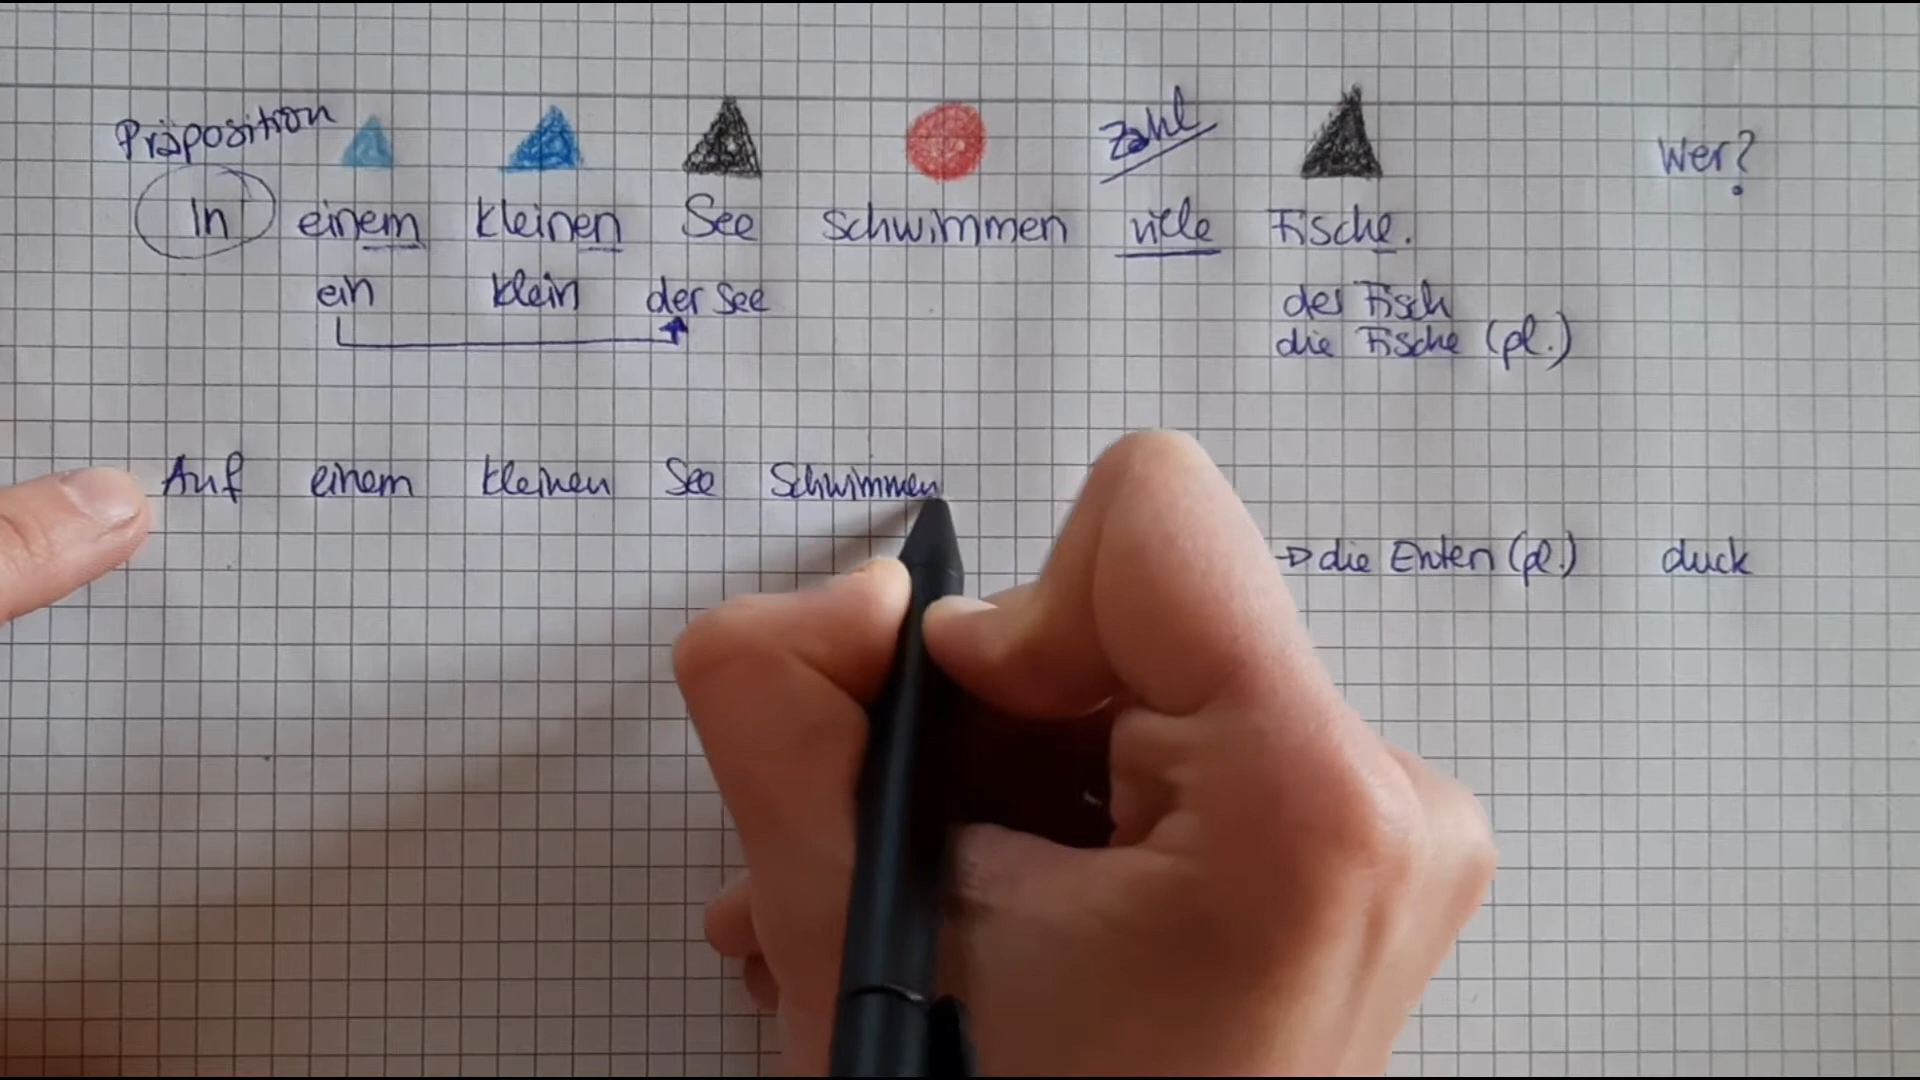 Präposition Zahl Wer?
In einem kleinen See schwimmen viele Fische.
ein klein der See der Fisch
die Fische (pl.)
Auf einem kleinen See schwimmen
→ die Enten (pl.) duck